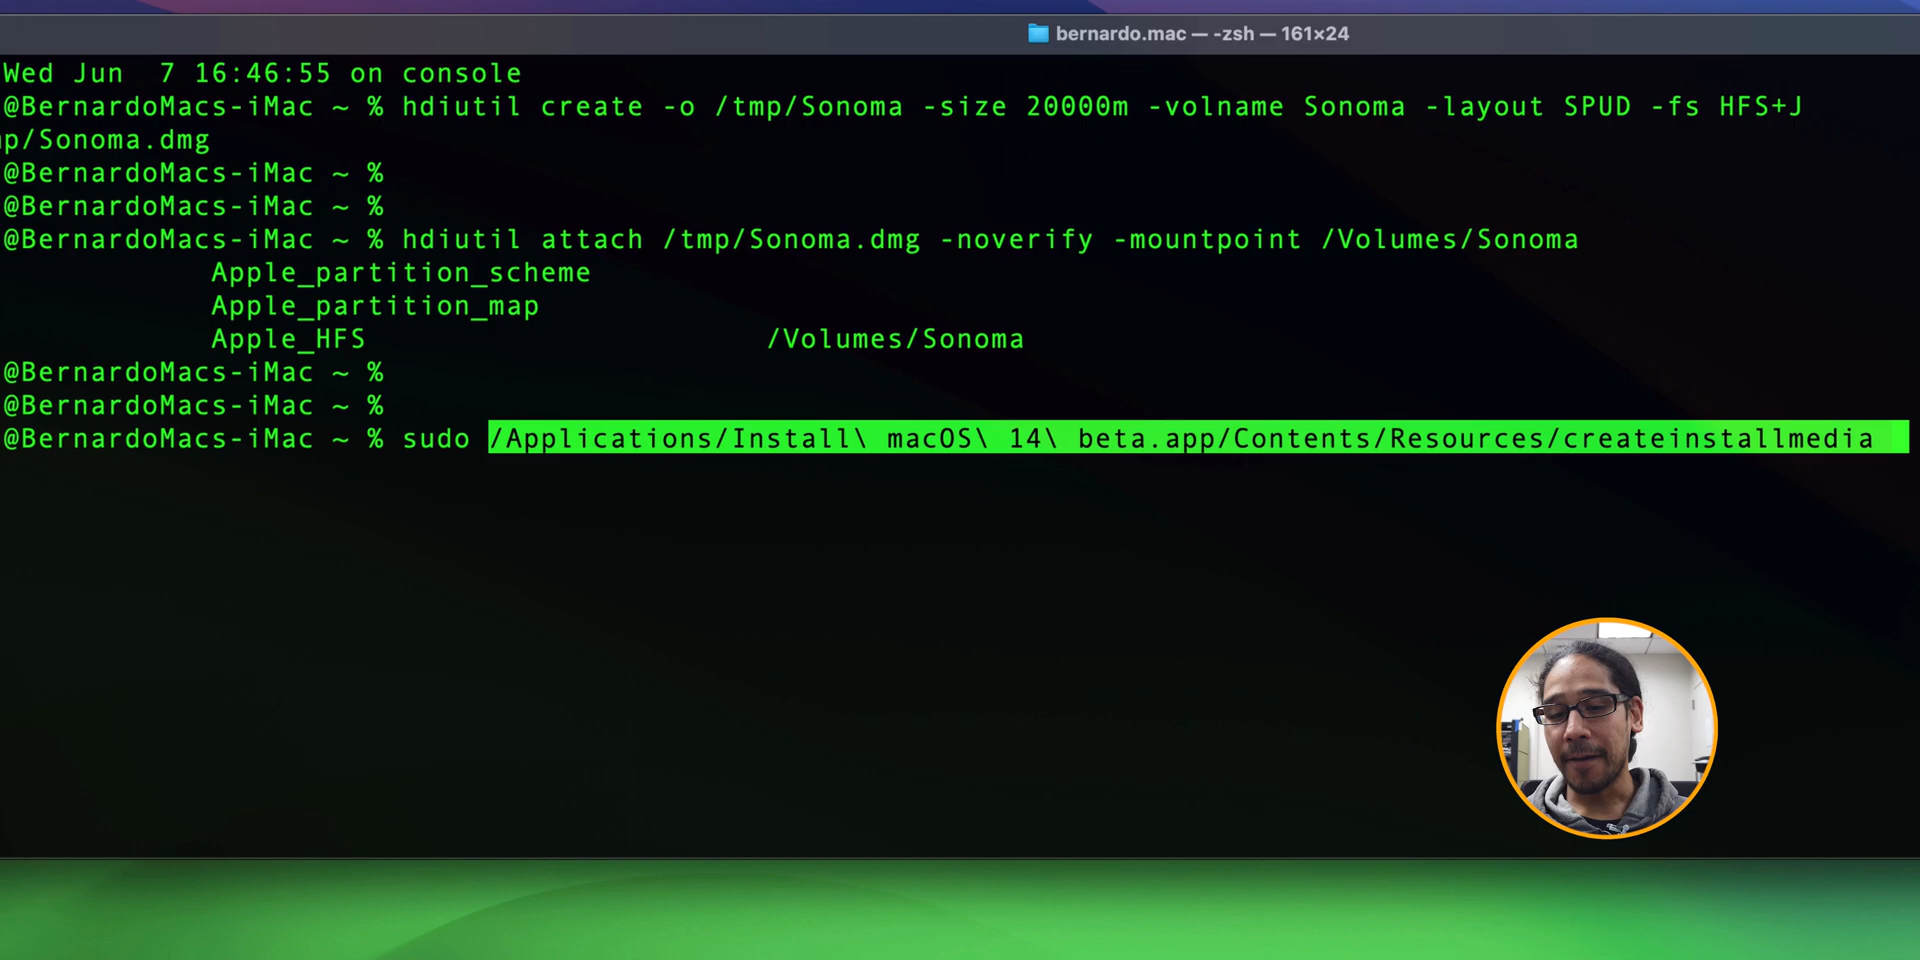 bernardo.mac — -zsh — 161×24
Wed Jun  7 16:46:55 on console
@BernardoMacs-iMac ~ % hdiutil create -o /tmp/Sonoma -size 20000m -volname Sonoma -layout SPUD -fs HFS+J
p/Sonoma.dmg
@BernardoMacs-iMac ~ %
@BernardoMacs-iMac ~ %
@BernardoMacs-iMac ~ % hdiutil attach /tmp/Sonoma.dmg -noverify -mountpoint /Volumes/Sonoma
Apple_partition_scheme
Apple_partition_map
Apple_HFS /Volumes/Sonoma
@BernardoMacs-iMac ~ %
@BernardoMacs-iMac ~ %
@BernardoMacs-iMac ~ % sudo /Applications/Install\ macOS\ 14\ beta.app/Contents/Resources/createinstallmedia